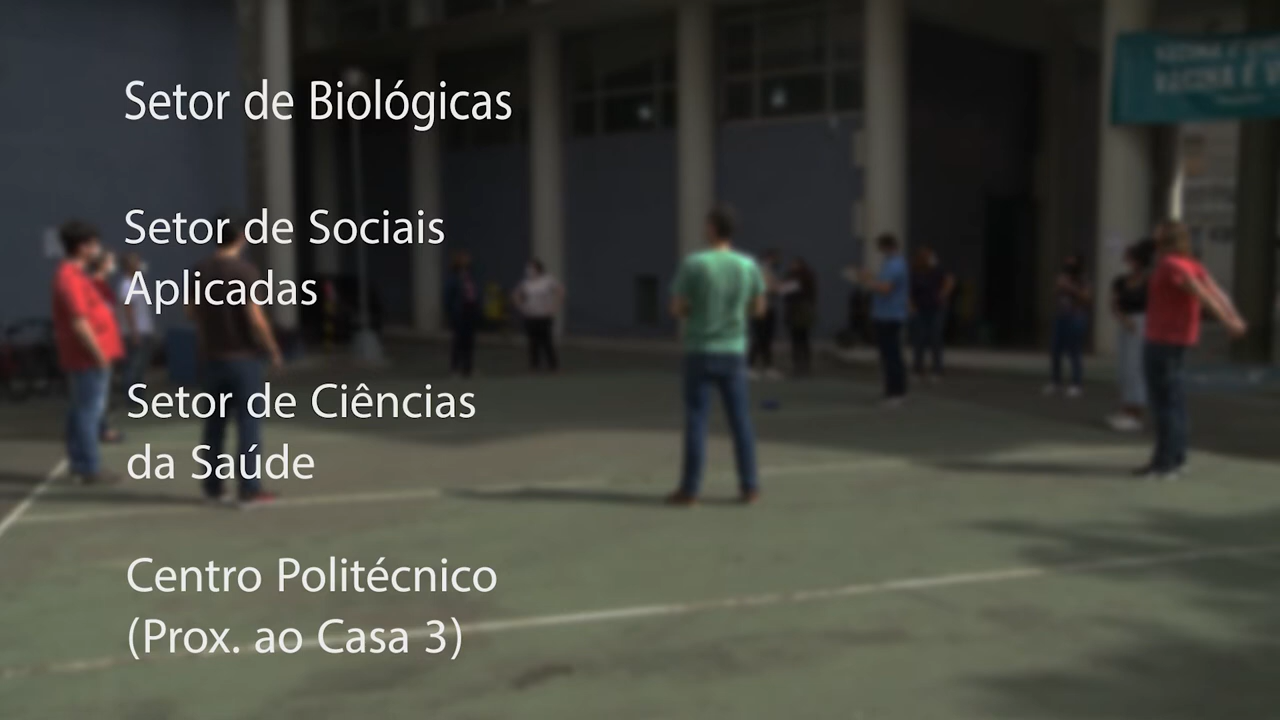 Setor de Biológicas
Setor de Sociais
Aplicadas
Setor de Ciências
da Saúde
Centro Politécnico
(Prox. ao Casa 3)